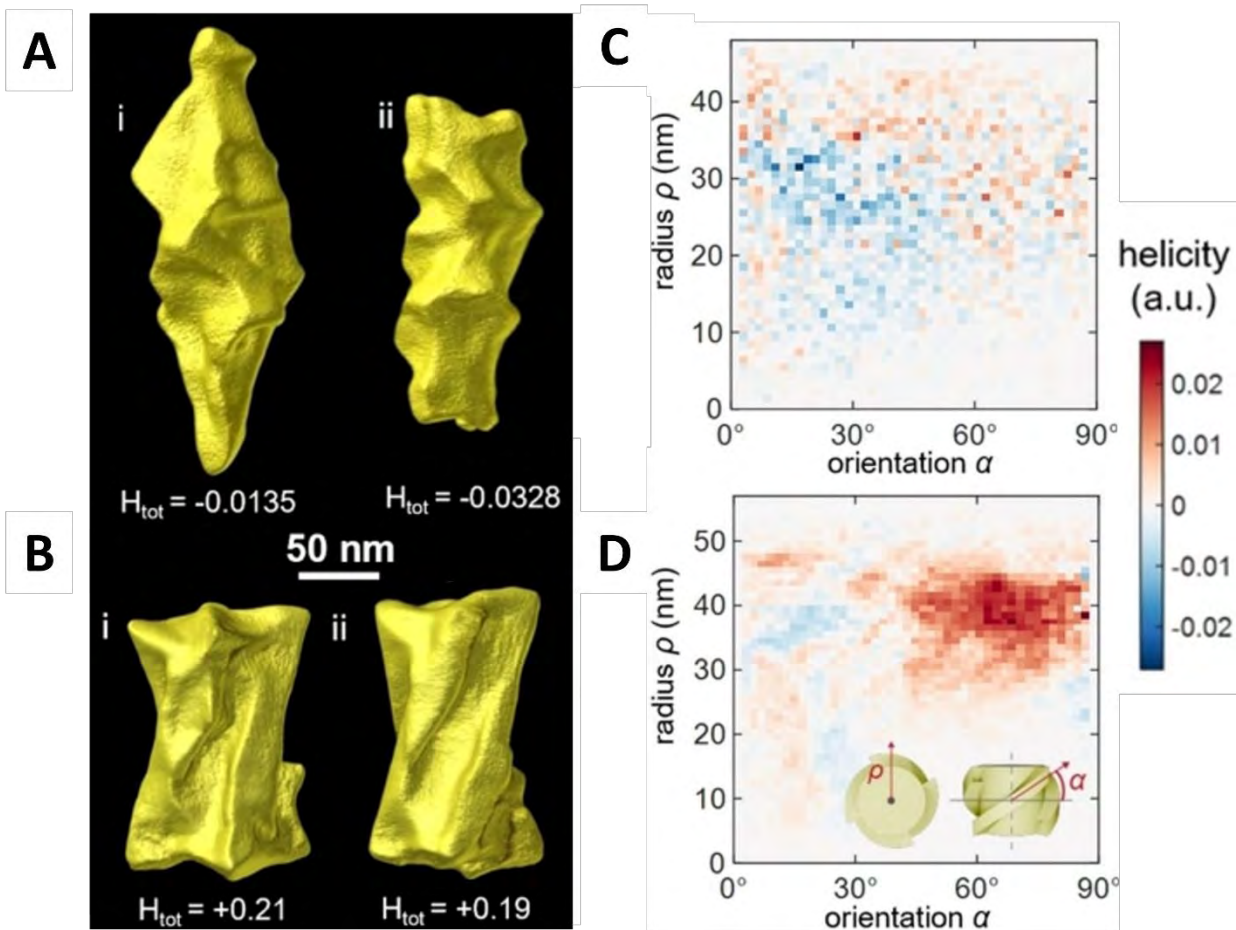 A
i
ii
H_tot = -0.0135
H_tot = -0.0328
B
50 nm
i
ii
H_tot = +0.21
H_tot = +0.19
C
radius ρ (nm)
40
30
20
10
0
0° 30° 60° 90°
orientation α
helicity
(a.u.)
0.02
0.01
0
-0.01
-0.02
D
radius ρ (nm)
50
40
30
20
10
0
ρ
α
0° 30° 60° 90°
orientation α